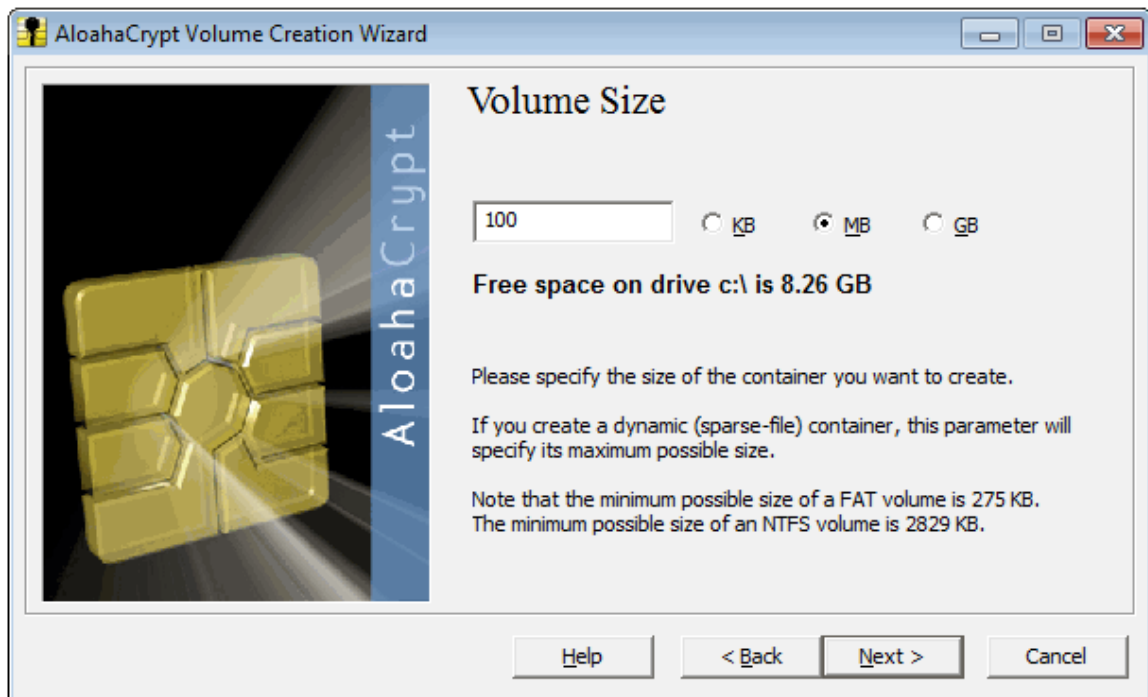 AloahaCrypt Volume Creation Wizard
AloahaCrypt
Volume Size
100 KB MB GB
Free space on drive c:\ is 8.26 GB
Please specify the size of the container you want to create.
If you create a dynamic (sparse-file) container, this parameter will
specify its maximum possible size.
Note that the minimum possible size of a FAT volume is 275 KB.
The minimum possible size of an NTFS volume is 2829 KB.
Help < Back Next > Cancel